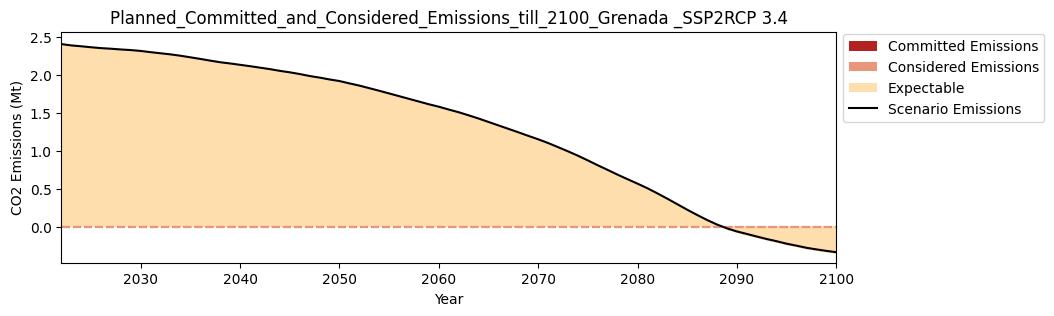 Planned_Committed_and_Considered_Emissions_till_2100_Grenada _SSP2RCP 3.4
2.5
2.0
1.5
1.0
0.5
0.0
CO2 Emissions (Mt)
2030 2040 2050 2060 2070 2080 2090 2100
Year
Committed Emissions
Considered Emissions
Expectable
Scenario Emissions